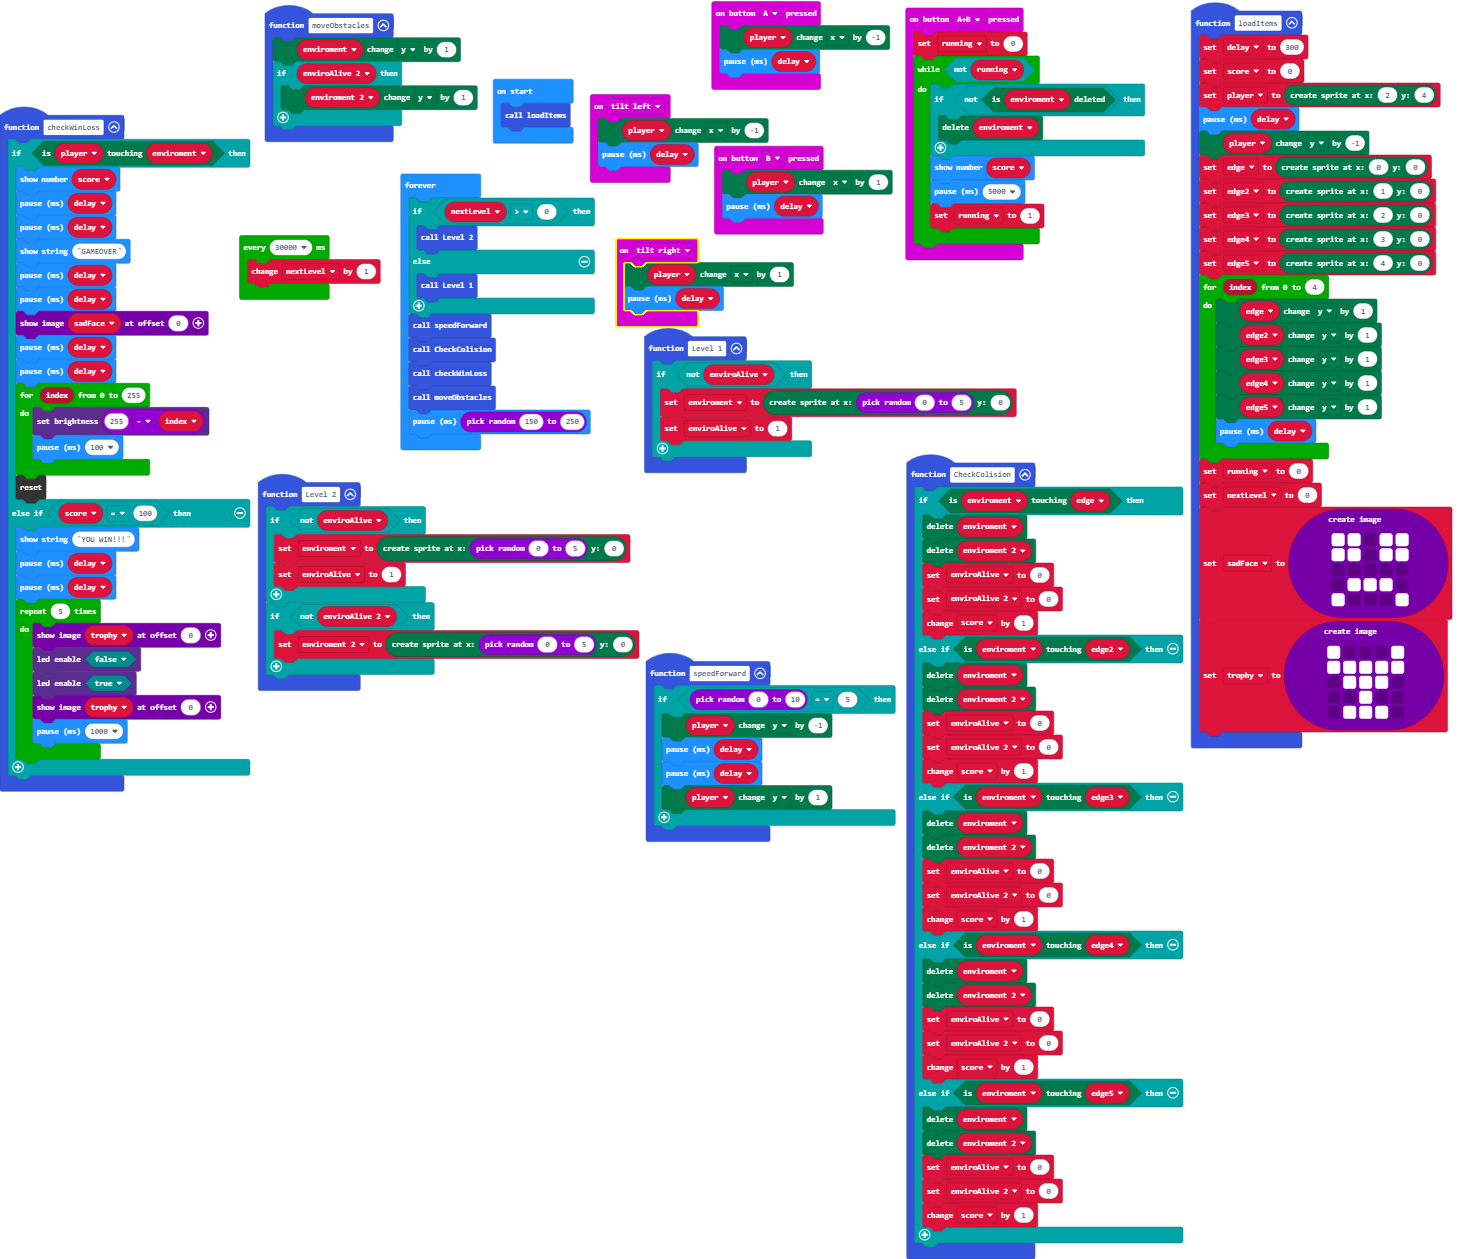 function checkWinLoss
if is player touching enviroment then
show number score
pause (ms) delay
pause (ms) delay
show string "GAMEOVER"
pause (ms) delay
pause (ms) delay
show image sadFace at offset 0
pause (ms) delay
pause (ms) delay
for index from 0 to 255
do
set brightness 255 - index
pause (ms) 100
reset
else if score = 100 then
show string "YOU WIN!!!"
pause (ms) delay
pause (ms) delay
repeat 5 times
do
show image trophy at offset 0
led enable false
led enable true
show image trophy at offset 0
pause (ms) 1000
function moveObstacles
enviroment change y by 1
if enviroAlive 2 then
enviroment 2 change y by 1
every 30000 ms
change nextLevel by 1
on start
call loadItems
forever
if nextLevel > 0 then
call Level 2
else
call Level 1
call speedForward
call CheckColision
call checkWinLoss
call moveObstacles
pause (ms) pick random 150 to 250
function Level 2
if not enviroAlive then
set enviroment to create sprite at x: pick random 0 to 5 y: 0
set enviroAlive to 1
if not enviroAlive 2 then
set enviroment 2 to create sprite at x: pick random 0 to 5 y: 0
on tilt left
player change x by -1
pause (ms) delay
on button A pressed
player change x by -1
pause (ms) delay
on button B pressed
player change x by 1
pause (ms) delay
on tilt right
player change x by 1
pause (ms) delay
function Level 1
if not enviroAlive then
set enviroment to create sprite at x: pick random 0 to 5 y: 0
set enviroAlive to 1
function speedForward
if pick random 0 to 10 = 5 then
player change y by -1
pause (ms) delay
pause (ms) delay
player change y by 1
on button A+B pressed
set running to 0
while not running
do
if not is enviroment deleted then
delete enviroment
show number score
pause (ms) 5000
set running to 1
function CheckColision
if is enviroment touching edge then
delete enviroment
delete enviroment 2
set enviroAlive to 0
set enviroAlive 2 to 0
change score by 1
else if is enviroment touching edge2 then
delete enviroment
delete enviroment 2
set enviroAlive to 0
set enviroAlive 2 to 0
change score by 1
else if is enviroment touching edge3 then
delete enviroment
delete enviroment 2
set enviroAlive to 0
set enviroAlive 2 to 0
change score by 1
else if is enviroment touching edge4 then
delete enviroment
delete enviroment 2
set enviroAlive to 0
set enviroAlive 2 to 0
change score by 1
else if is enviroment touching edge5 then
delete enviroment
delete enviroment 2
set enviroAlive to 0
set enviroAlive 2 to 0
change score by 1
function loadItems
set delay to 300
set score to 0
set player to create sprite at x: 2 y: 4
pause (ms) delay
player change y by -1
set edge to create sprite at x: 0 y: 0
set edge2 to create sprite at x: 1 y: 0
set edge3 to create sprite at x: 2 y: 0
set edge4 to create sprite at x: 3 y: 0
set edge5 to create sprite at x: 4 y: 0
for index from 0 to 4
do
edge change y by 1
edge2 change y by 1
edge3 change y by 1
edge4 change y by 1
edge5 change y by 1
pause (ms) delay
set running to 0
set nextLevel to 0
create image
set sadFace to
create image
set trophy to